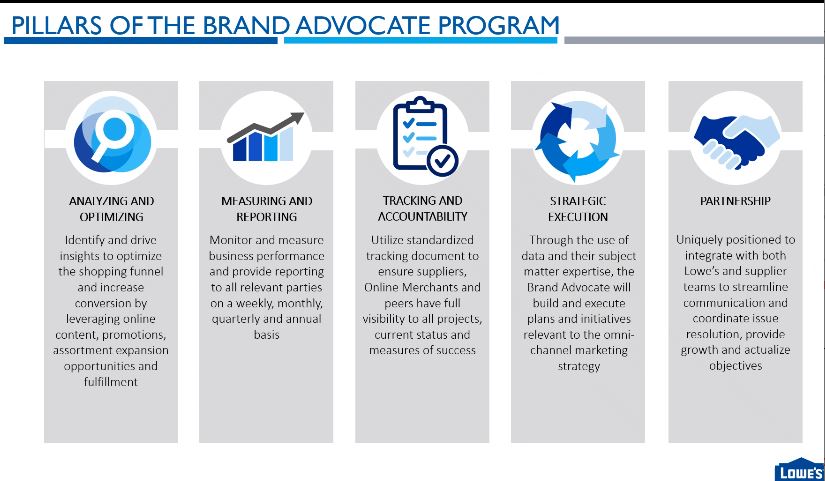 PILLARS OF THE BRAND ADVOCATE PROGRAM
ANALYZING AND
OPTIMIZING
Identify and drive
insights to optimize
the shopping funnel
and increase
conversion by
leveraging online
content, promotions,
assortment expansion
opportunities and
fulfillment
MEASURING AND
REPORTING
Monitor and measure
business performance
and provide reporting
to all relevant parties
on a weekly, monthly,
quarterly and annual
basis
TRACKING AND
ACCOUNTABILITY
Utilize standardized
tracking document to
ensure suppliers,
Online Merchants and
peers have full
visibility to all projects,
current status and
measures of success
STRATEGIC
EXECUTION
Through the use of
data and their subject
matter expertise, the
Brand Advocate will
build and execute
plans and initiatives
relevant to the omni-
channel marketing
strategy
PARTNERSHIP
Uniquely positioned to
integrate with both
Lowe's and supplier
teams to streamline
communication and
coordinate issue
resolution, provide
growth and actualize
objectives
LOWE'S